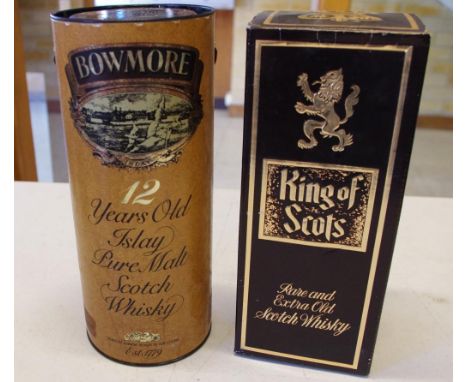 BOWMORE
12
Years Old
Islay
Pure Malt
Scotch
Whisky
Est. 1779
King of
Scots
Rare and
Extra Old
Scotch Whisky